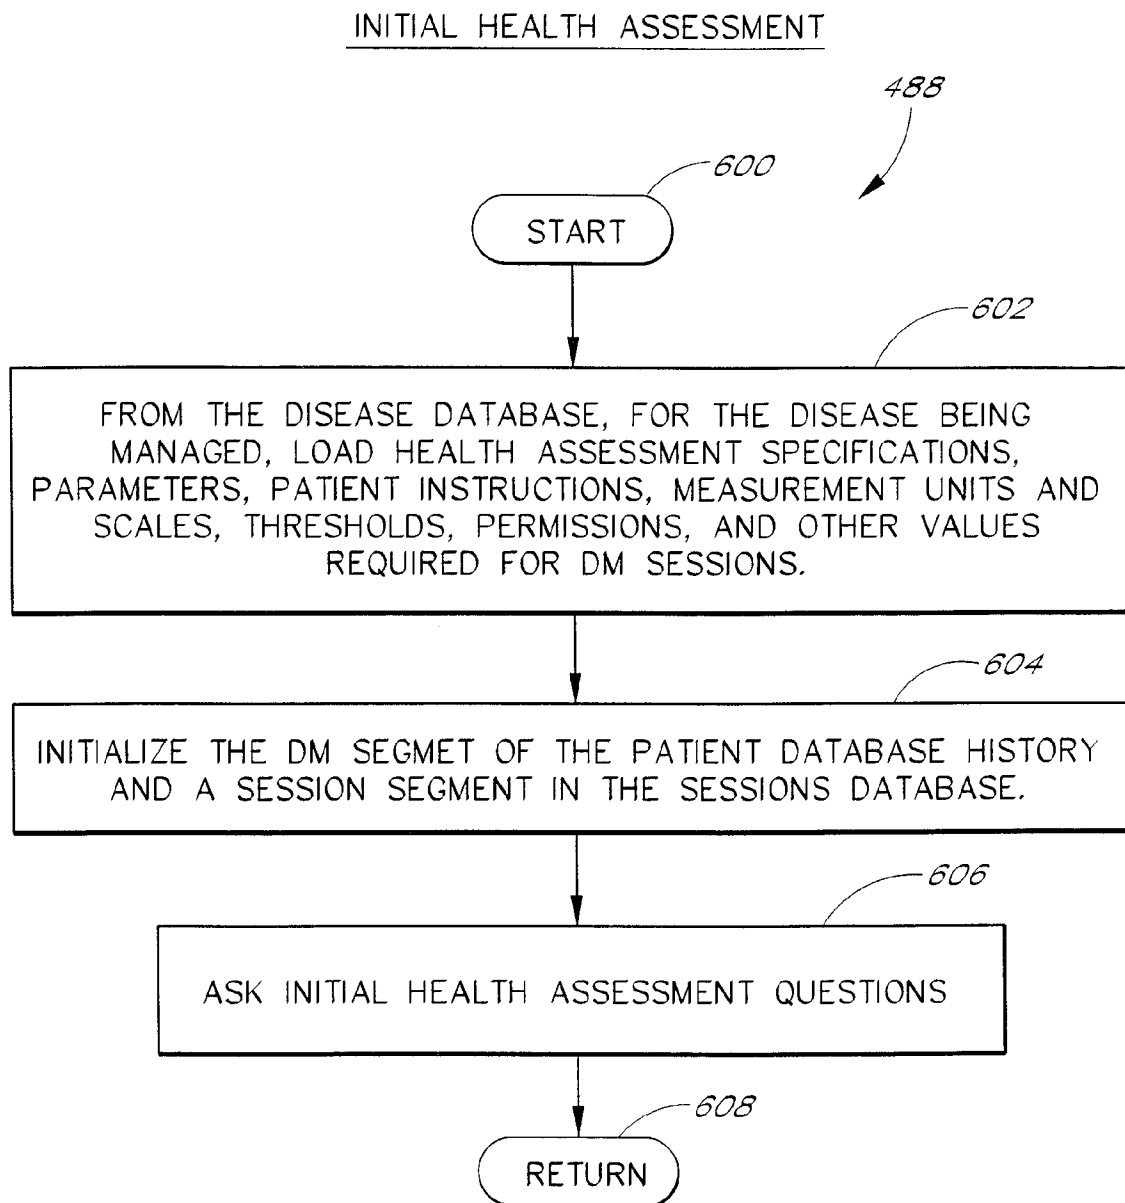 INITIAL HEALTH ASSESSMENT
488
600
START
602
FROM THE DISEASE DATABASE, FOR THE DISEASE BEING
MANAGED, LOAD HEALTH ASSESSMENT SPECIFICATIONS,
PARAMETERS, PATIENT INSTRUCTIONS, MEASUREMENT UNITS AND
SCALES, THRESHOLDS, PERMISSIONS, AND OTHER VALUES
REQUIRED FOR DM SESSIONS.
604
INITIALIZE THE DM SEGMET OF THE PATIENT DATABASE HISTORY
AND A SESSION SEGMENT IN THE SESSIONS DATABASE.
606
ASK INITIAL HEALTH ASSESSMENT QUESTIONS
608
RETURN